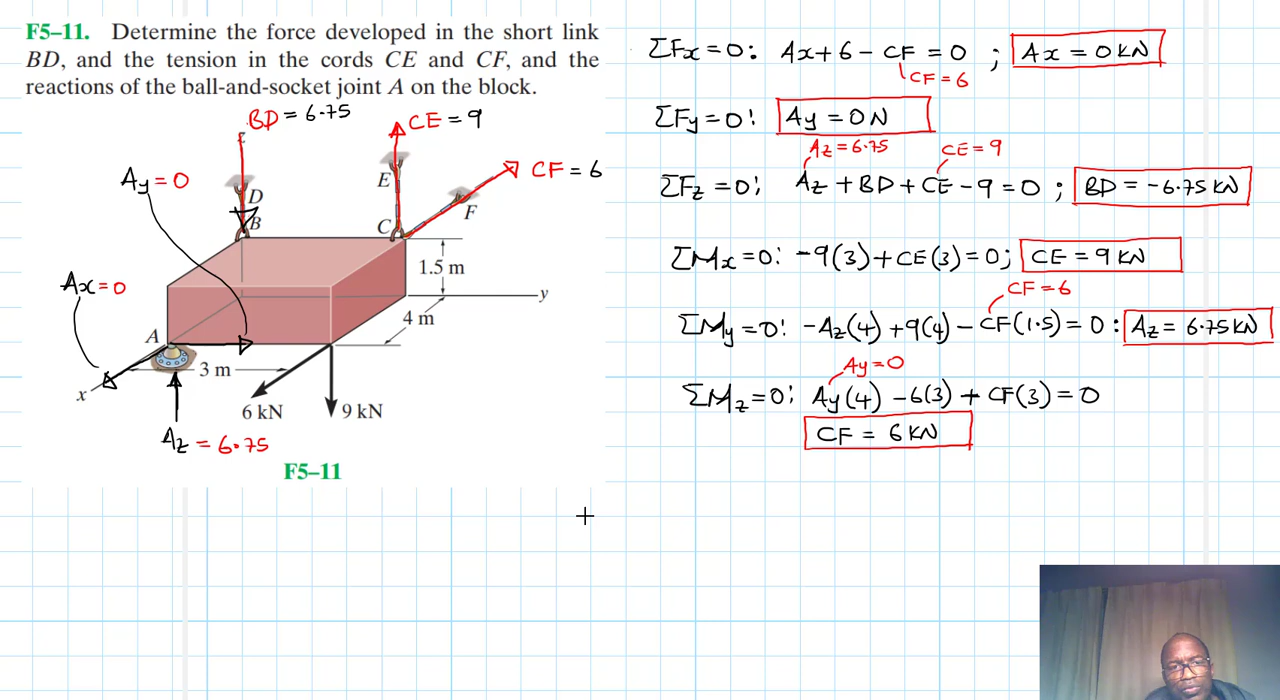 F5–11. Determine the force developed in the short link
BD, and the tension in the cords CE and CF, and the
reactions of the ball-and-socket joint A on the block.
BD = 6.75
CE = 9
CF = 6
Ay = 0
E
D
B
F
C
1.5 m
Ax = 0
y
4 m
A
3 m
x
6 kN
9 kN
Az = 6.75
F5–11
ΣFx = 0: Ax + 6 - CF = 0 ; Ax = 0 kN
CF = 6
ΣFy = 0: Ay = 0 N
Az = 6.75 CE = 9
ΣFz = 0: Az + BD + CE - 9 = 0 ; BD = -6.75 kN
ΣMx = 0: -9(3) + CE(3) = 0; CE = 9 kN
CF = 6
ΣMy = 0: -Az(4) + 9(4) - CF(1.5) = 0 : Az = 6.75 kN
Ay = 0
ΣMz = 0: Ay(4) - 6(3) + CF(3) = 0
CF = 6 kN